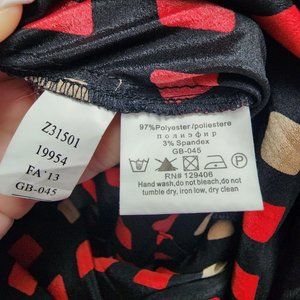 Z31501
19954
FA'13
GB-045
97%Polyester/poliestere
полиэфир
3% Spandex
GB-045
RN# 129406
Hand wash,do not bleach,do not
tumble dry, iron low, dry clean